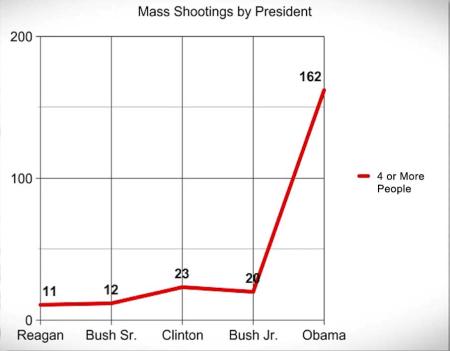 Mass Shootings by President
200
162
4 or More
People
100
11
12
23
20
0
Reagan
Bush Sr.
Clinton
Bush Jr.
Obama